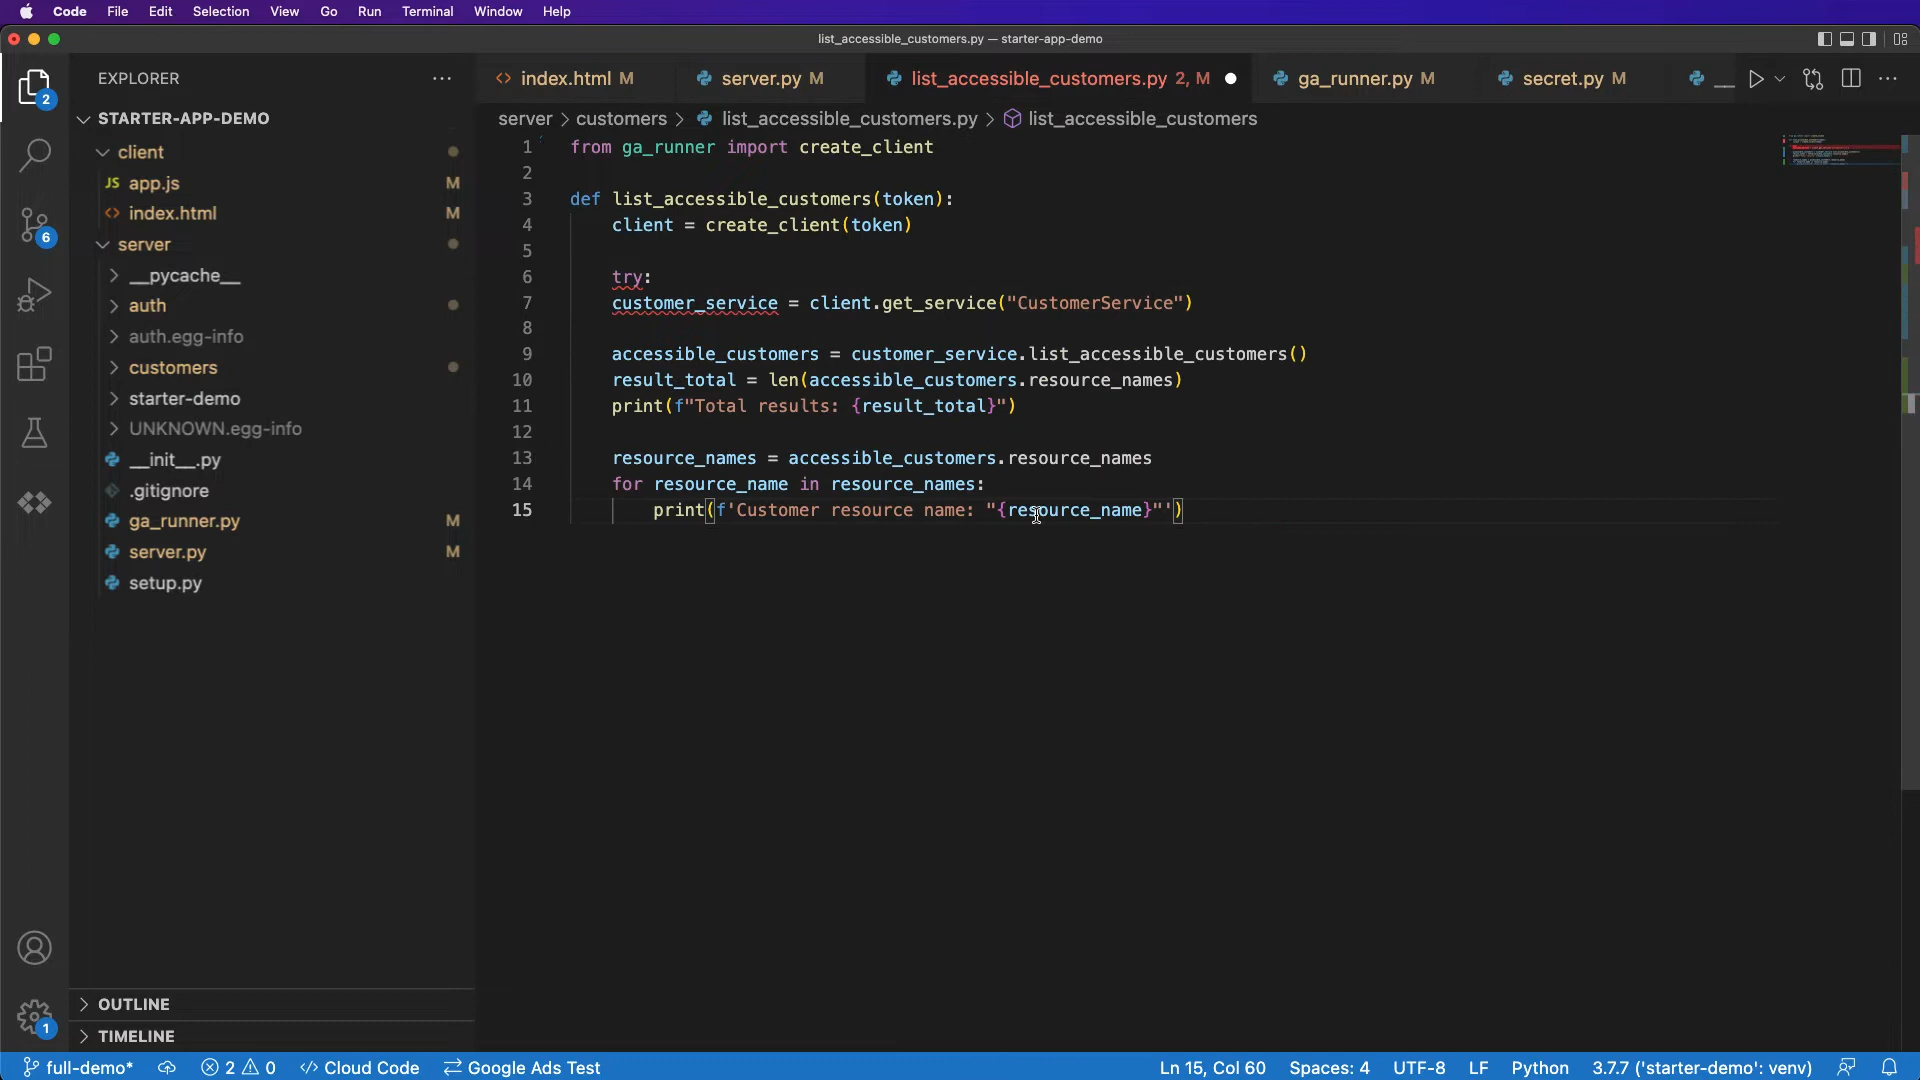 Code File Edit Selection View Go Run Terminal Window Help
list_accessible_customers.py — starter-app-demo
EXPLORER
index.html M
server.py M
list_accessible_customers.py 2, M
ga_runner.py M
secret.py M
__
STARTER-APP-DEMO
client
JS app.js M
index.html M
server
__pycache__
auth
auth.egg-info
customers
starter-demo
UNKNOWN.egg-info
__init__.py
.gitignore
ga_runner.py M
server.py M
setup.py
OUTLINE
TIMELINE
2
6
1
server > customers > list_accessible_customers.py > list_accessible_customers
1 from ga_runner import create_client
2
3 def list_accessible_customers(token):
4 client = create_client(token)
5
6 try:
7 customer_service = client.get_service("CustomerService")
8
9 accessible_customers = customer_service.list_accessible_customers()
10 result_total = len(accessible_customers.resource_names)
11 print(f"Total results: {result_total}")
12
13 resource_names = accessible_customers.resource_names
14 for resource_name in resource_names:
15 print(f'Customer resource name: "{resource_name}"')
full-demo* 2 0 </> Cloud Code Google Ads Test Ln 15, Col 60 Spaces: 4 UTF-8 LF Python 3.7.7 ('starter-demo': venv)